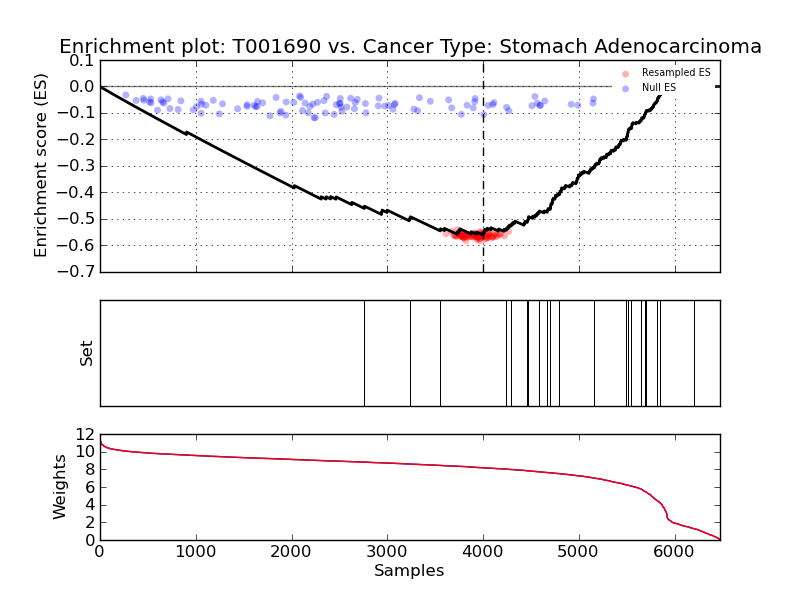 Enrichment plot: T001690 vs. Cancer Type: Stomach Adenocarcinoma
Enrichment score (ES)
0.1
0.0
−0.1
−0.2
−0.3
−0.4
−0.5
−0.6
−0.7
Resampled ES
Null ES
Set
Weights
12
10
8
6
4
2
0
0 1000 2000 3000 4000 5000 6000
Samples